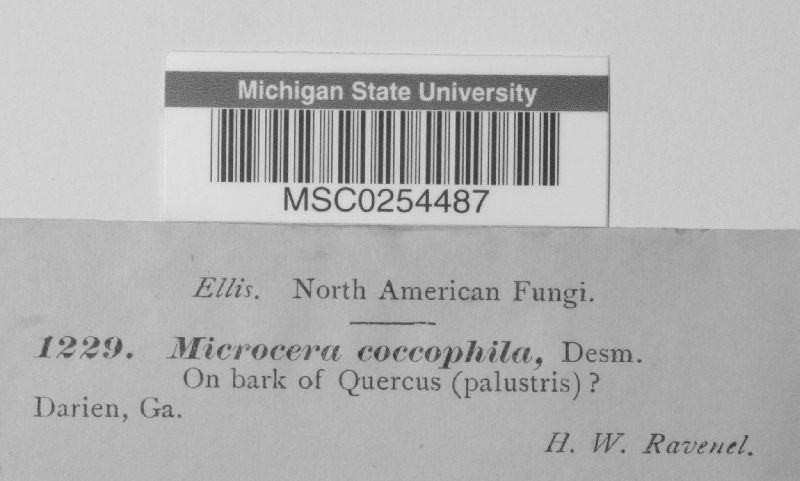 Michigan State University
MSC0254487
Ellis. North American Fungi.
1229. Microcera coccophila, Desm.
On bark of Quercus (palustris) ?
Darien, Ga.
H. W. Ravenel.